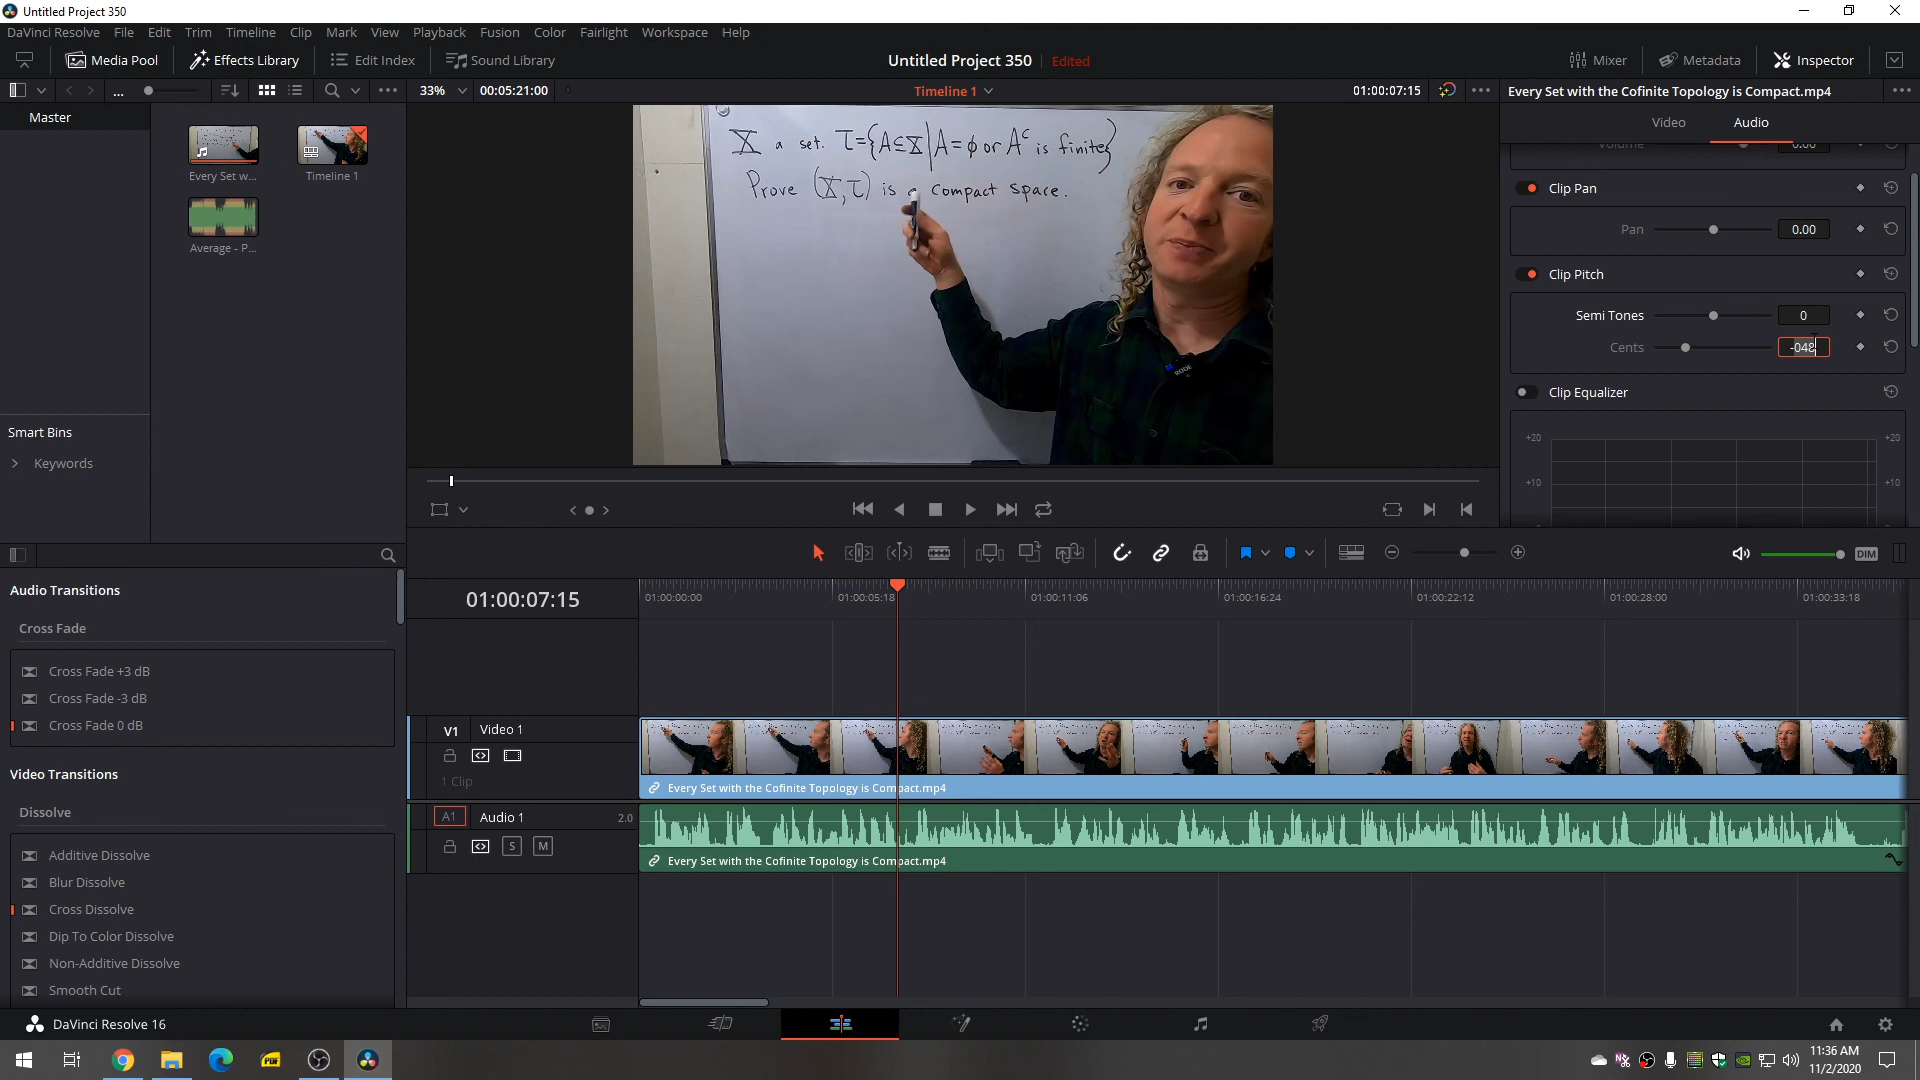 Untitled Project 350
DaVinci Resolve File Edit Trim Timeline Clip Mark View Playback Fusion Color Fairlight Workspace Help
Media Pool Effects Library Edit Index Sound Library Untitled Project 350 Edited Mixer Metadata Inspector
... 33% 00:05:21:00 Timeline 1 01:00:07:15 Every Set with the Cofinite Topology is Compact.mp4
Master
Every Set w...
Timeline 1
Average - P...
Smart Bins
Keywords
X a set. τ={A⊆X|A=ϕ or Aᶜ is finite}
Prove (X,τ) is a compact space.
RODE
Video Audio
Volume 0.00
Clip Pan
Pan 0.00
Clip Pitch
Semi Tones 0
Cents -048
Clip Equalizer
+20 +20
+10 +10
0 0
DIM
Audio Transitions
Cross Fade
Cross Fade +3 dB
Cross Fade -3 dB
Cross Fade 0 dB
Video Transitions
Dissolve
Additive Dissolve
Blur Dissolve
Cross Dissolve
Dip To Color Dissolve
Non-Additive Dissolve
Smooth Cut
01:00:07:15
01:00:00:00 01:00:05:18 01:00:11:06 01:00:16:24 01:00:22:12 01:00:28:00 01:00:33:18
V1 Video 1
1 Clip
Every Set with the Cofinite Topology is Compact.mp4
A1 Audio 1 2.0
S M
Every Set with the Cofinite Topology is Compact.mp4
DaVinci Resolve 16
PDF
11:36 AM
11/2/2020